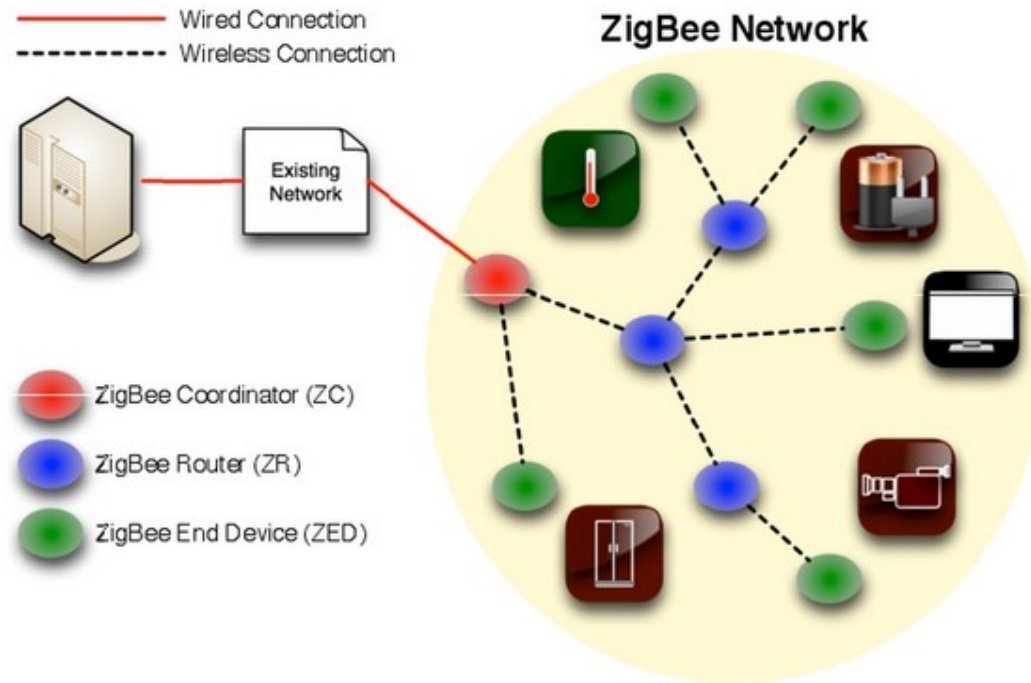 Wired Connection
Wireless Connection
ZigBee Network
Existing
Network
ZigBee Coordinator (ZC)
ZigBee Router (ZR)
ZigBee End Device (ZED)